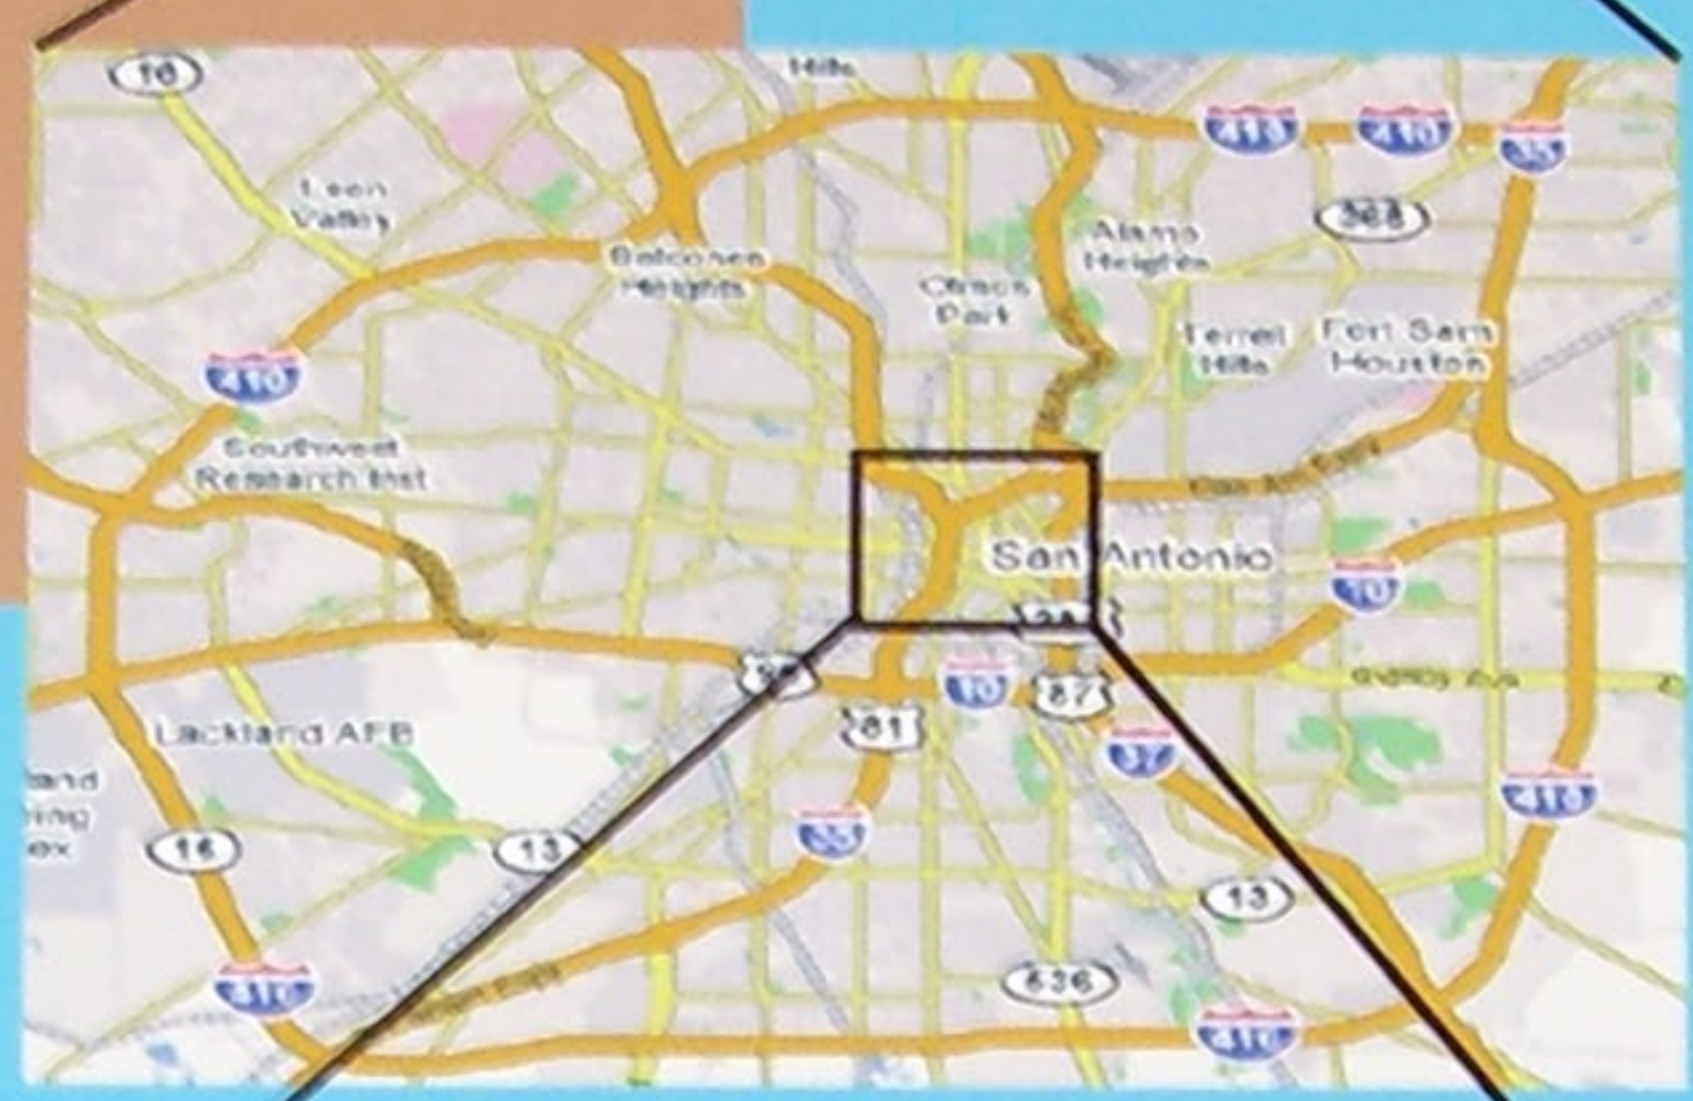 16
Hills
410
410
35
368
Leon
Valley
Alamo
Heights
Balcones
Heights
Olmos
Park
Terrell
Hills
Fort Sam
Houston
410
Southwest
Research Inst
San Antonio
10
10
87
Lackland AFB
81
37
410
35
16
13
13
536
410
410